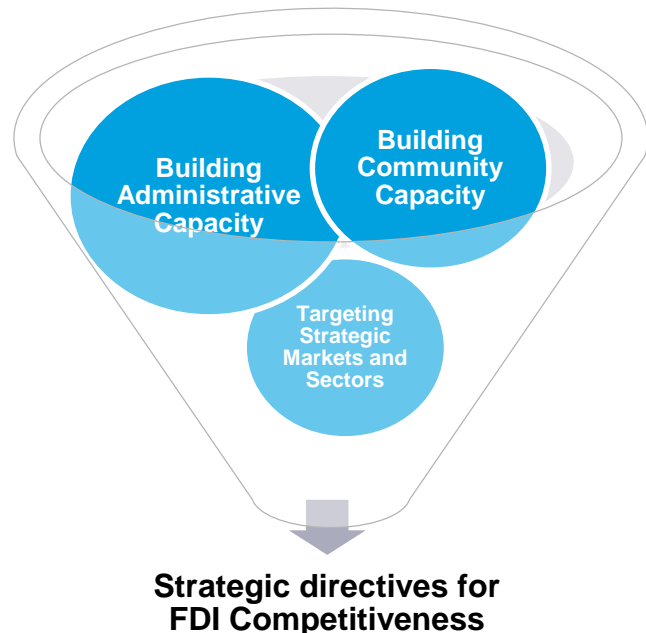 Building
Administrative
Capacity
Building
Community
Capacity
Targeting
Strategic
Markets and
Sectors
Strategic directives for
FDI Competitiveness